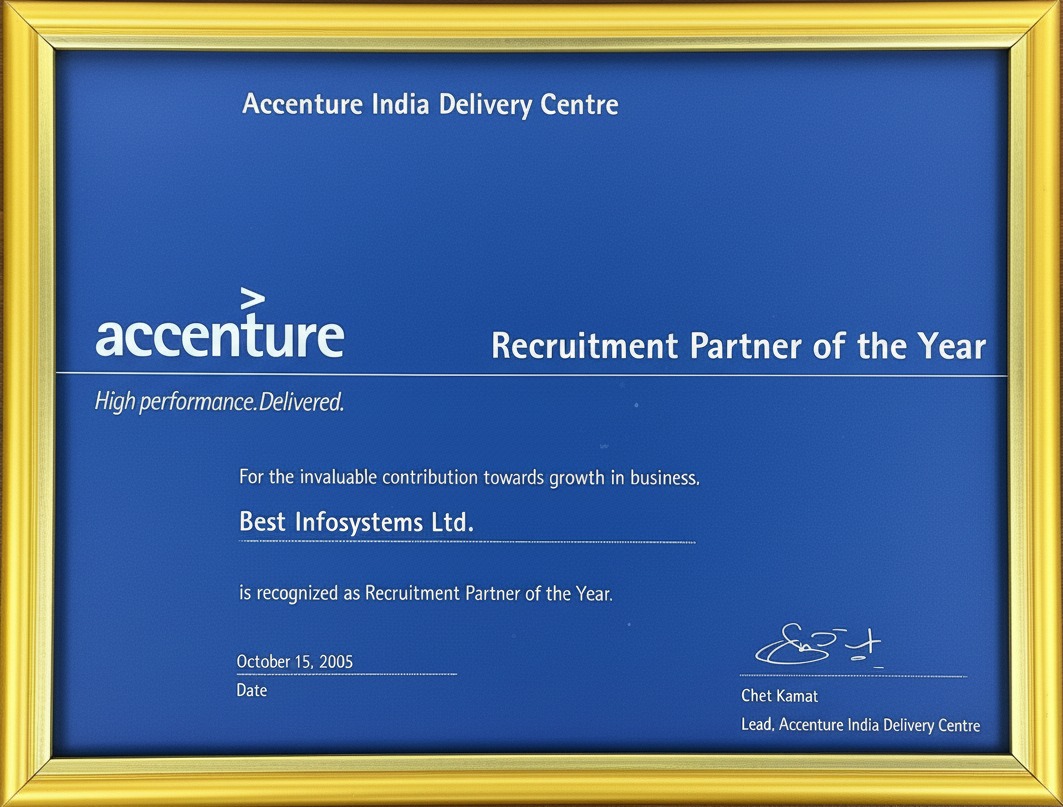 Accenture India Delivery Centre
>
accenture
Recruitment Partner of the Year
High performance. Delivered.
For the invaluable contribution towards growth in business.
Best Infosystems Ltd.
is recognized as Recruitment Partner of the Year.
October 15, 2005
Date
Chet Kamat
Lead, Accenture India Delivery Centre